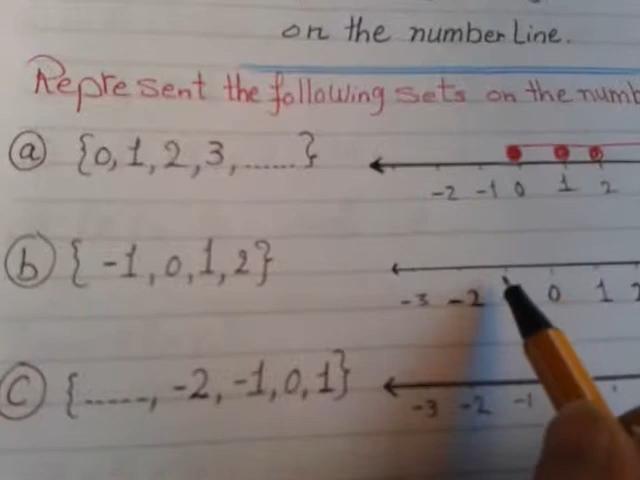 on the number Line.
Represent the following sets on the numb
a {0, 1, 2, 3, ......}
-2 -1 0 1 2
b { -1, 0, 1, 2}
-3 -2 0 1 2
c {......, -2, -1, 0, 1}
-3 -2 -1